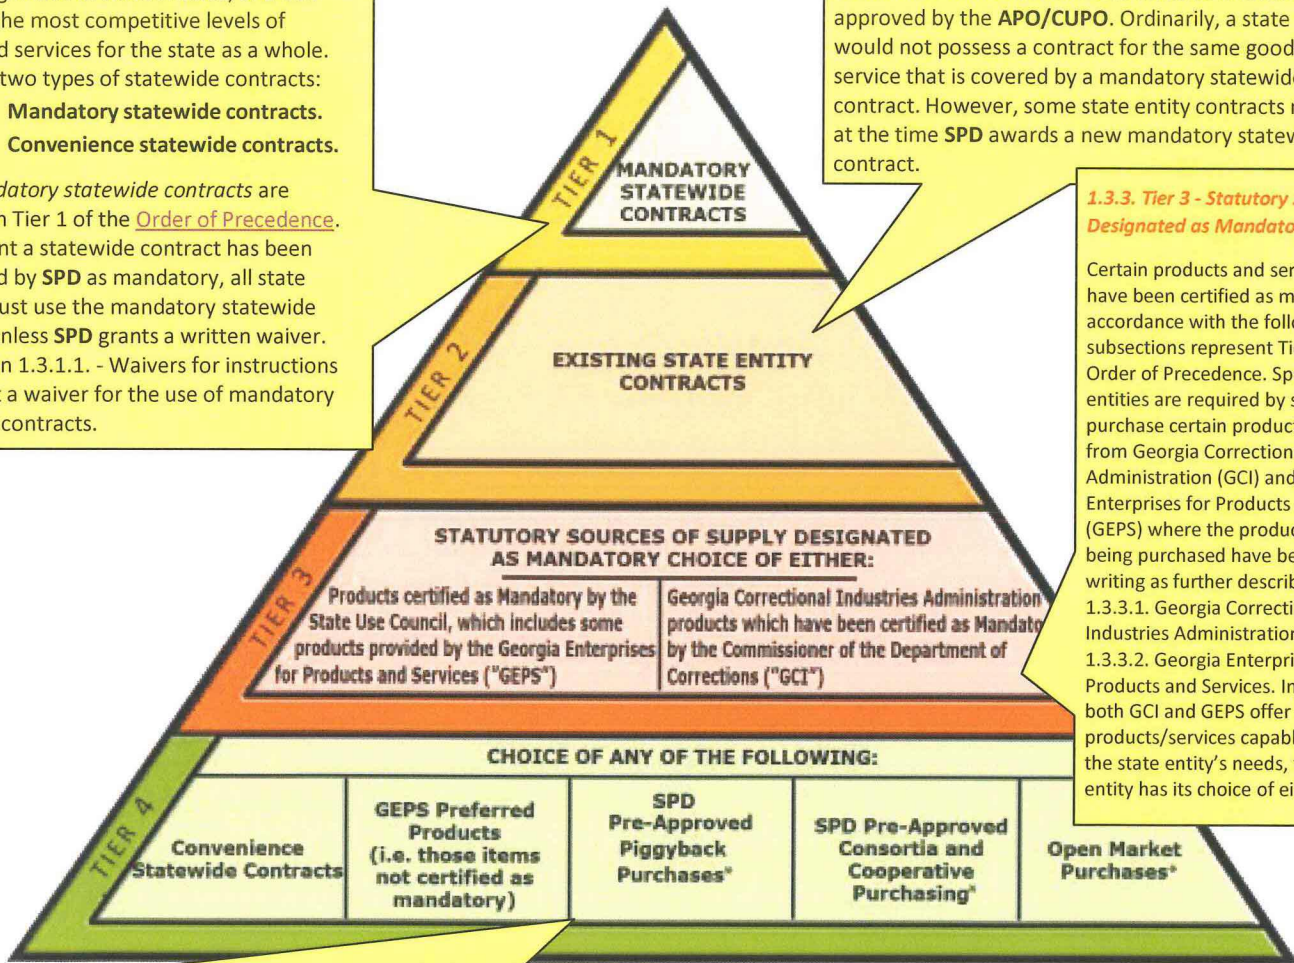 he most competitive levels of
d services for the state as a whole.
two types of statewide contracts:
Mandatory statewide contracts.
Convenience statewide contracts.
datory statewide contracts are
n Tier 1 of the Order of Precedence.
nt a statewide contract has been
d by SPD as mandatory, all state
ust use the mandatory statewide
nless SPD grants a written waiver.
n 1.3.1.1. - Waivers for instructions
t a waiver for the use of mandatory
contracts.
approved by the APO/CUPO. Ordinarily, a state
would not possess a contract for the same good
service that is covered by a mandatory statewide
contract. However, some state entity contracts
at the time SPD awards a new mandatory statew
contract.
1.3.3. Tier 3 - Statutory
Designated as Mandato
Certain products and ser
have been certified as m
accordance with the follo
subsections represent Ti
Order of Precedence. Sp
entities are required by s
purchase certain product
from Georgia Correction
Administration (GCI) and
Enterprises for Products
(GEPS) where the produc
being purchased have be
writing as further describ
1.3.3.1. Georgia Correcti
Industries Administration
1.3.3.2. Georgia Enterpri
Products and Services. In
both GCI and GEPS offer
products/services capabl
the state entity's needs,
entity has its choice of ei
TIER 1
MANDATORY
STATEWIDE
CONTRACTS
TIER 2
EXISTING STATE ENTITY
CONTRACTS
TIER 3
STATUTORY SOURCES OF SUPPLY DESIGNATED
AS MANDATORY CHOICE OF EITHER:
Products certified as Mandatory by the
State Use Council, which includes some
products provided by the Georgia Enterprises
for Products and Services ("GEPS")
Georgia Correctional Industries Administration
products which have been certified as Mandato
by the Commissioner of the Department of
Corrections ("GCI")
TIER 4
CHOICE OF ANY OF THE FOLLOWING:
Convenience
Statewide Contracts
GEPS Preferred
Products
(i.e. those items
not certified as
mandatory)
SPD
Pre-Approved
Piggyback
Purchases*
SPD Pre-Approved
Consortia and
Cooperative
Purchasing*
Open Market
Purchases*